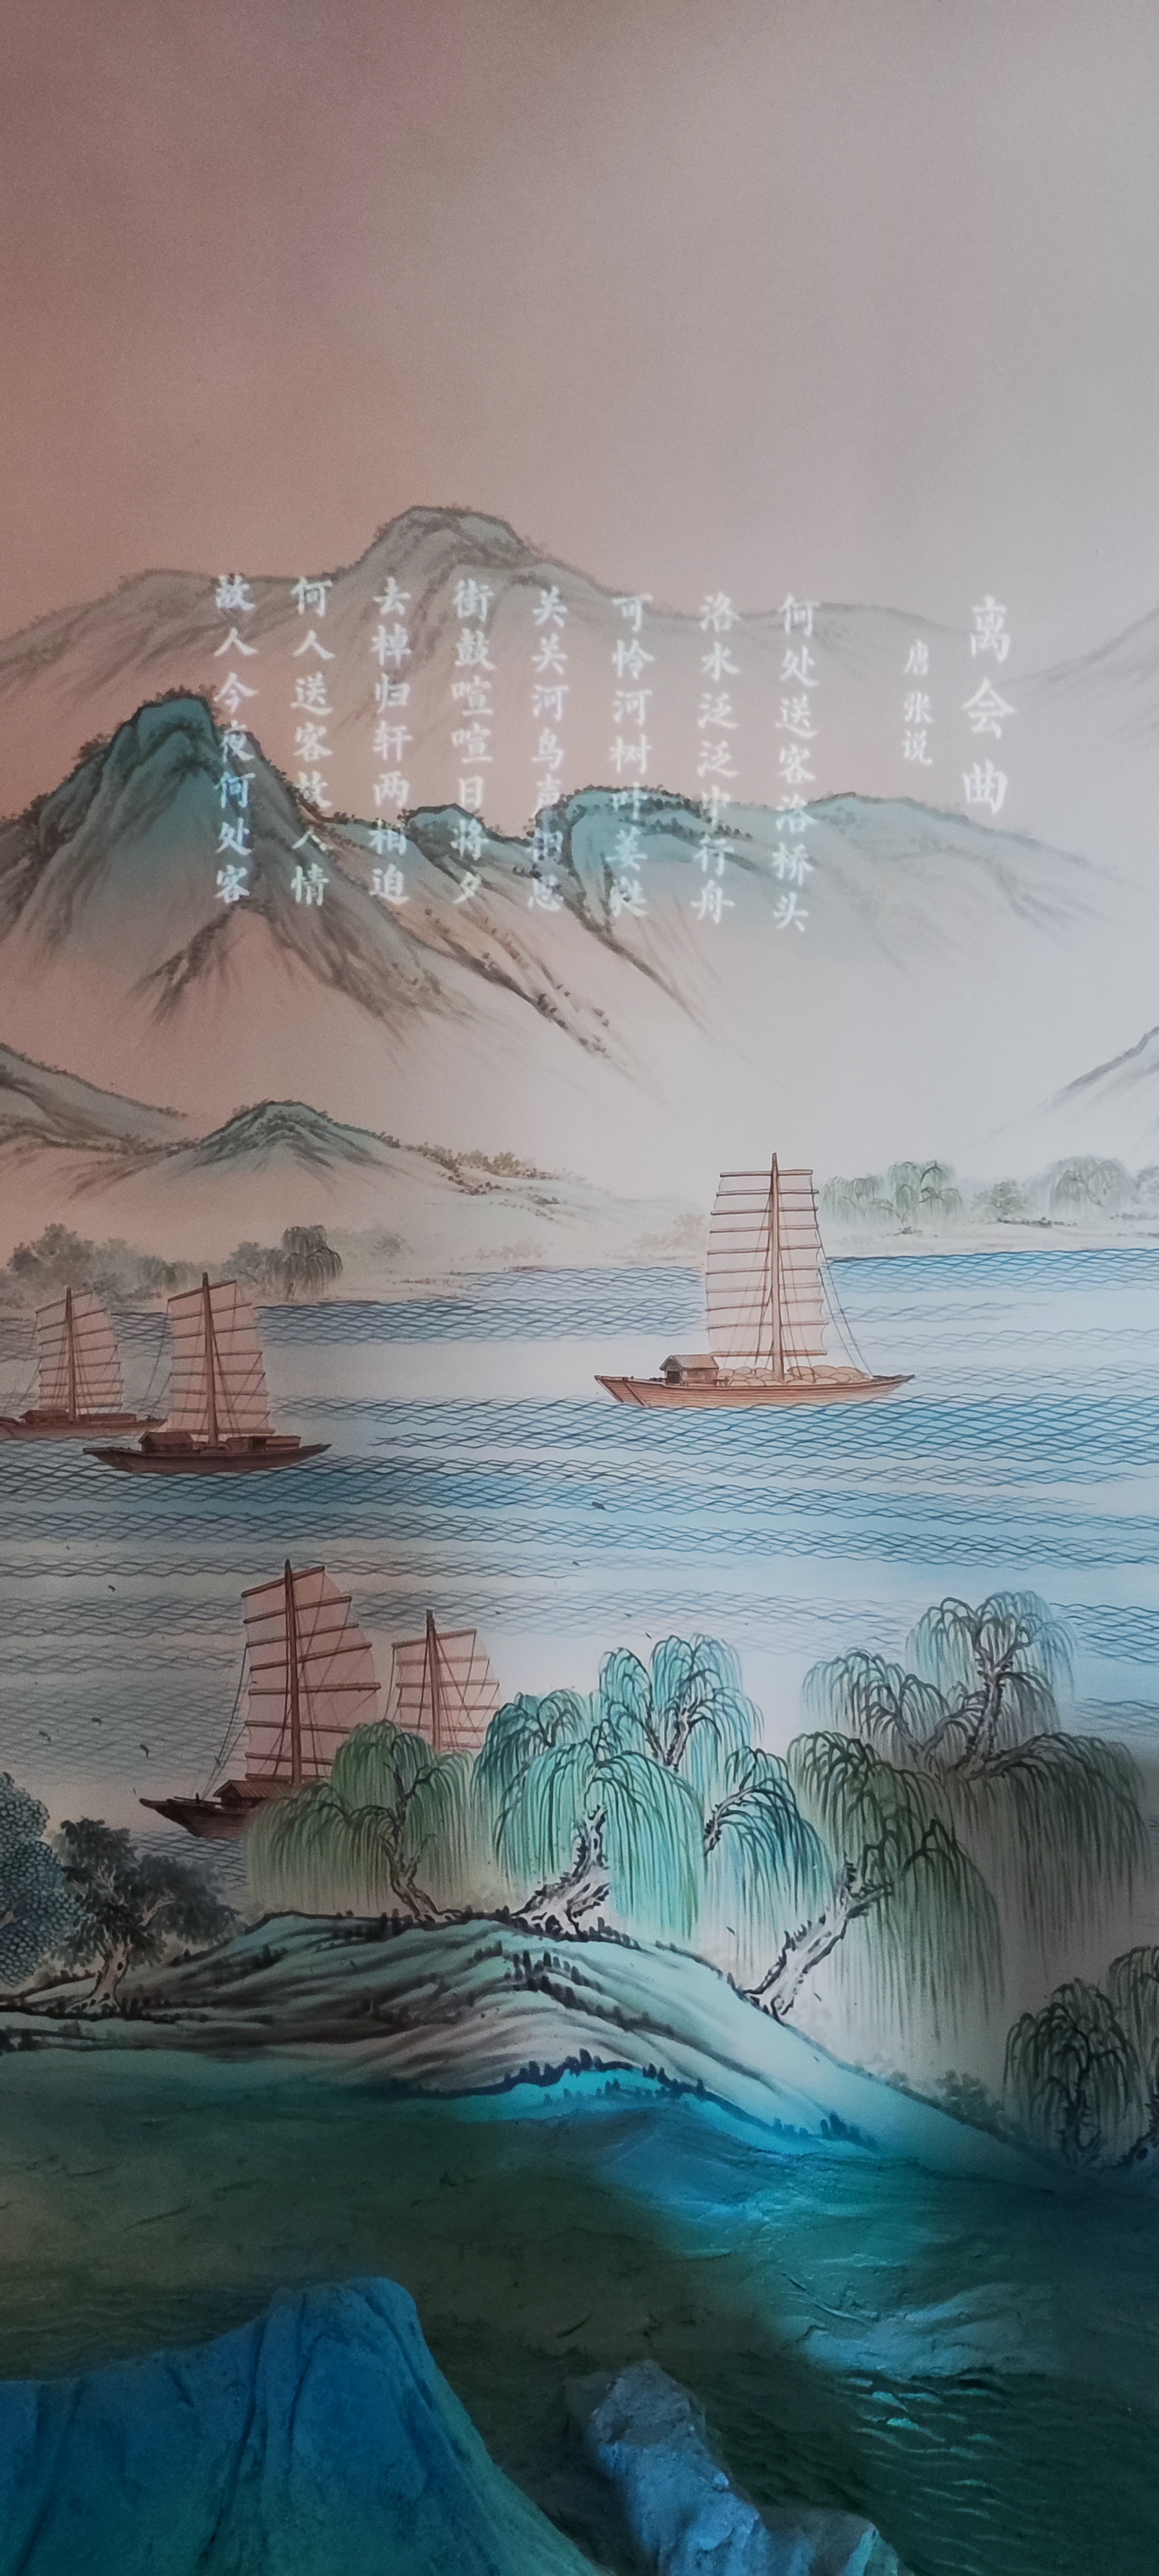 离会曲
唐 张说
何处送客洛桥头
洛水泛泛中行舟
可怜河树叶萎蕤
关关河鸟声相思
街鼓喧喧日将夕
去棹归轩两相迫
何人送客故人情
故人今夜何处客